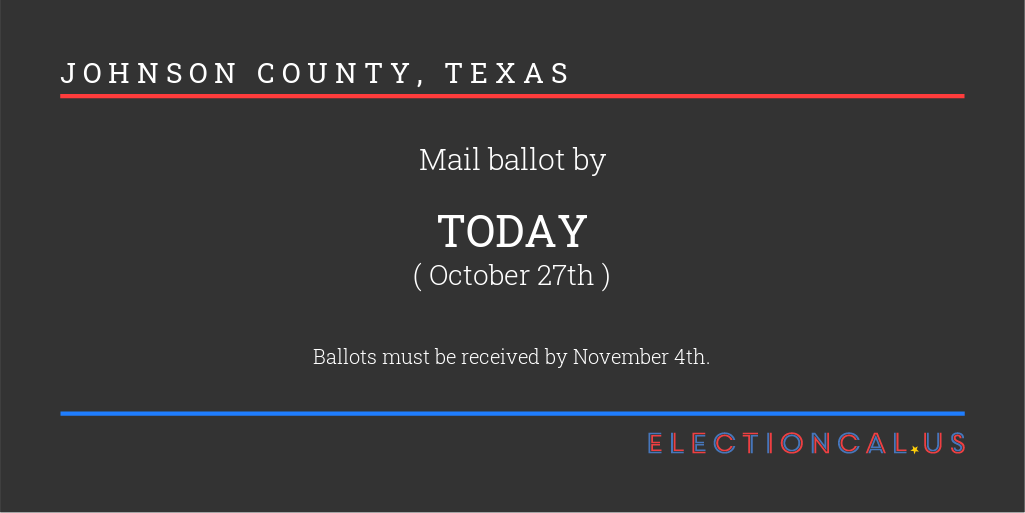 JOHNSON COUNTY, TEXAS
Mail ballot by
TODAY
( October 27th )
Ballots must be received by November 4th.
ELECTIONCAL.US